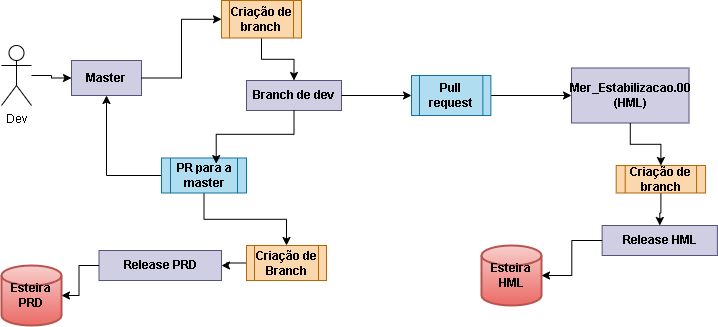 Criação de
branch
Master
Dev
Branch de dev
Pull
request
Mer_Estabilizacao.00
(HML)
PR para a
master
Criação de
branch
Criação de
Branch
Release PRD
Release HML
Esteira
PRD
Esteira
HML